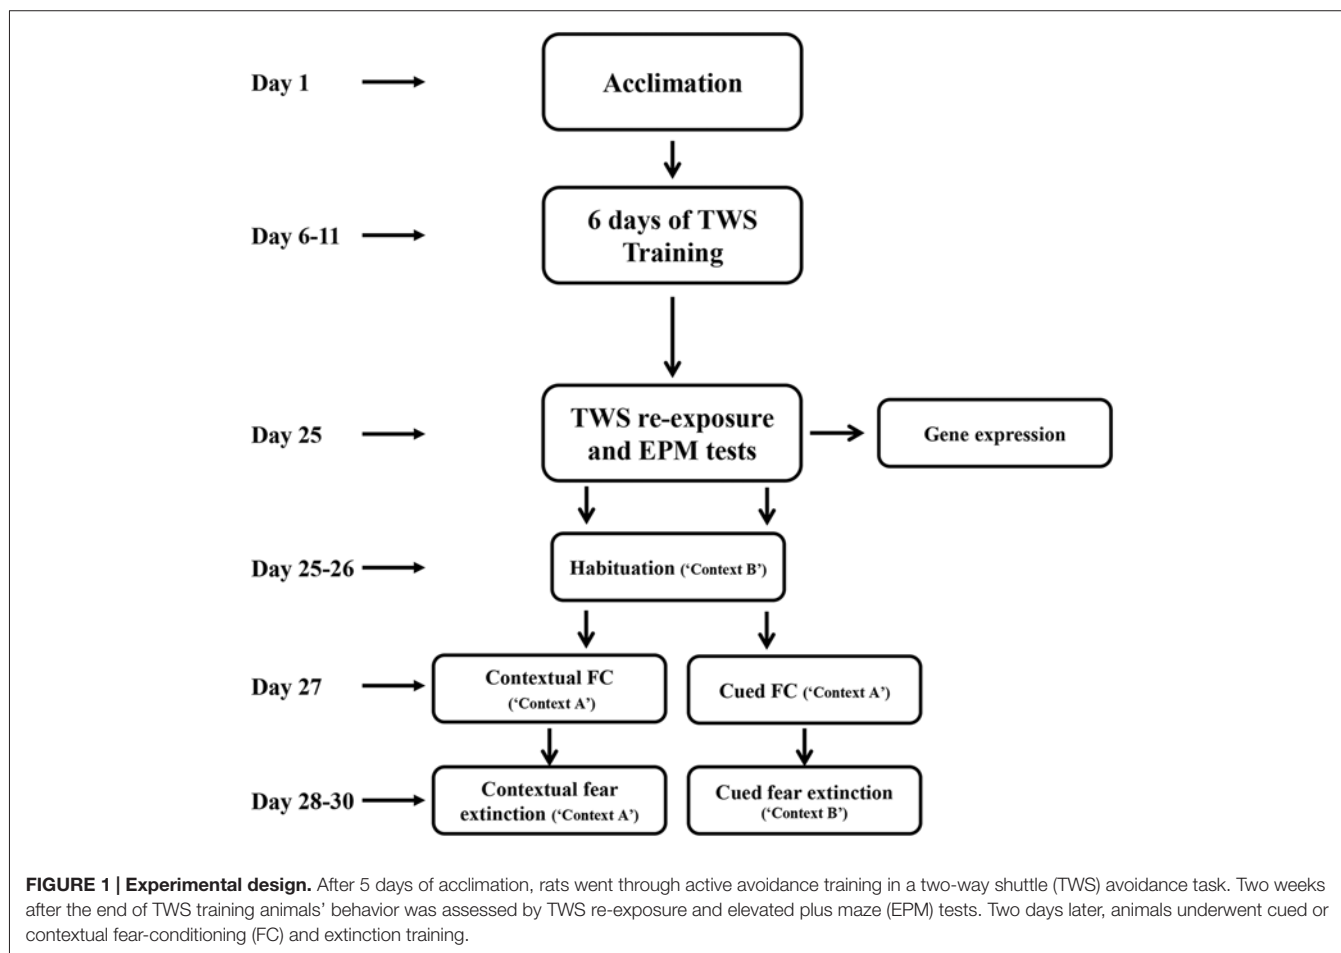 Day 1
Acclimation
Day 6-11
6 days of TWS
Training
Day 25
TWS re-exposure
and EPM tests
Gene expression
Day 25-26
Habituation (‘Context B’)
Day 27
Contextual FC
(‘Context A’)
Cued FC (‘Context A’)
Day 28-30
Contextual fear
extinction (‘Context A’)
Cued fear extinction
(‘Context B’)
FIGURE 1 | Experimental design. After 5 days of acclimation, rats went through active avoidance training in a two-way shuttle (TWS) avoidance task. Two weeks
after the end of TWS training animals’ behavior was assessed by TWS re-exposure and elevated plus maze (EPM) tests. Two days later, animals underwent cued or
contextual fear-conditioning (FC) and extinction training.